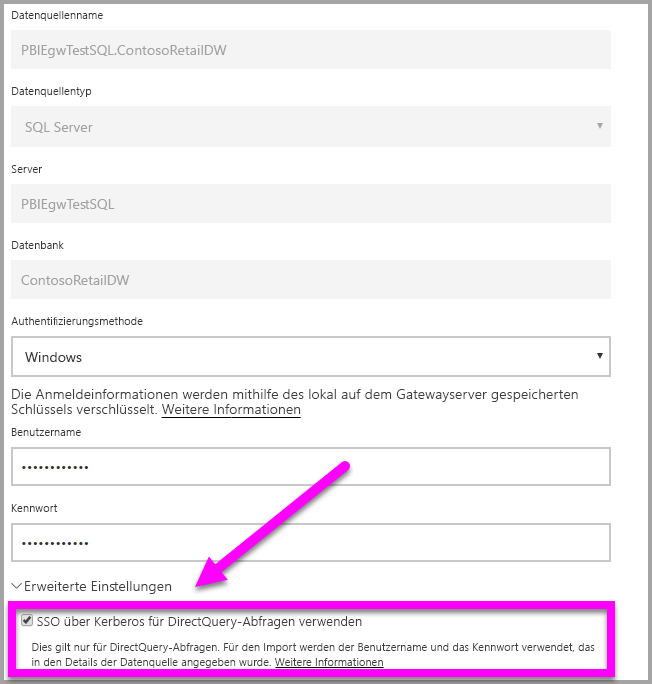 Datenquellenname
PBIEgwTestSQL.ContosoRetailDW
Datenquellentyp
SQL Server
Server
PBIEgwTestSQL
Datenbank
ContosoRetailDW
Authentifizierungsmethode
Windows
Die Anmeldeinformationen werden mithilfe des lokal auf dem Gatewayserver gespeicherten
Schlüssels verschlüsselt. Weitere Informationen
Benutzername
••••••••••••
Kennwort
••••••••••••
Erweiterte Einstellungen
SSO über Kerberos für DirectQuery-Abfragen verwenden
Dies gilt nur für DirectQuery-Abfragen. Für den Import werden der Benutzername und das Kennwort verwendet, das
in den Details der Datenquelle angegeben wurde. Weitere Informationen